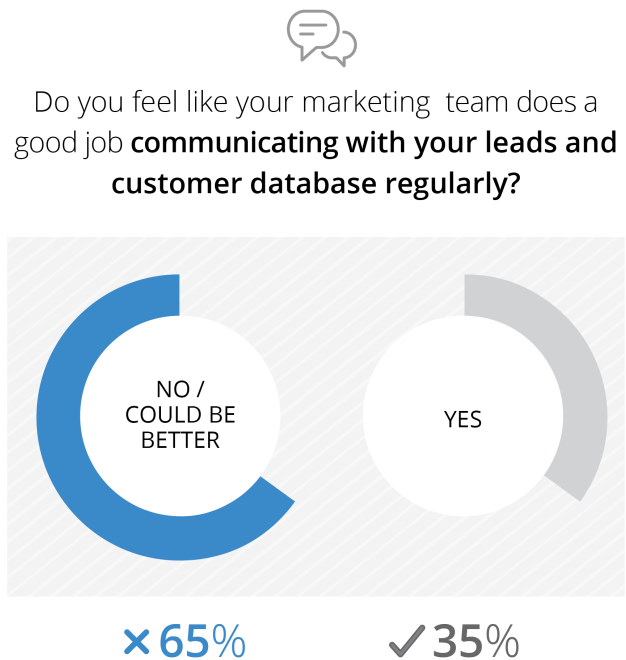 Do you feel like your marketing team does a
good job communicating with your leads and
customer database regularly?
NO /
COULD BE
BETTER
YES
65%
35%